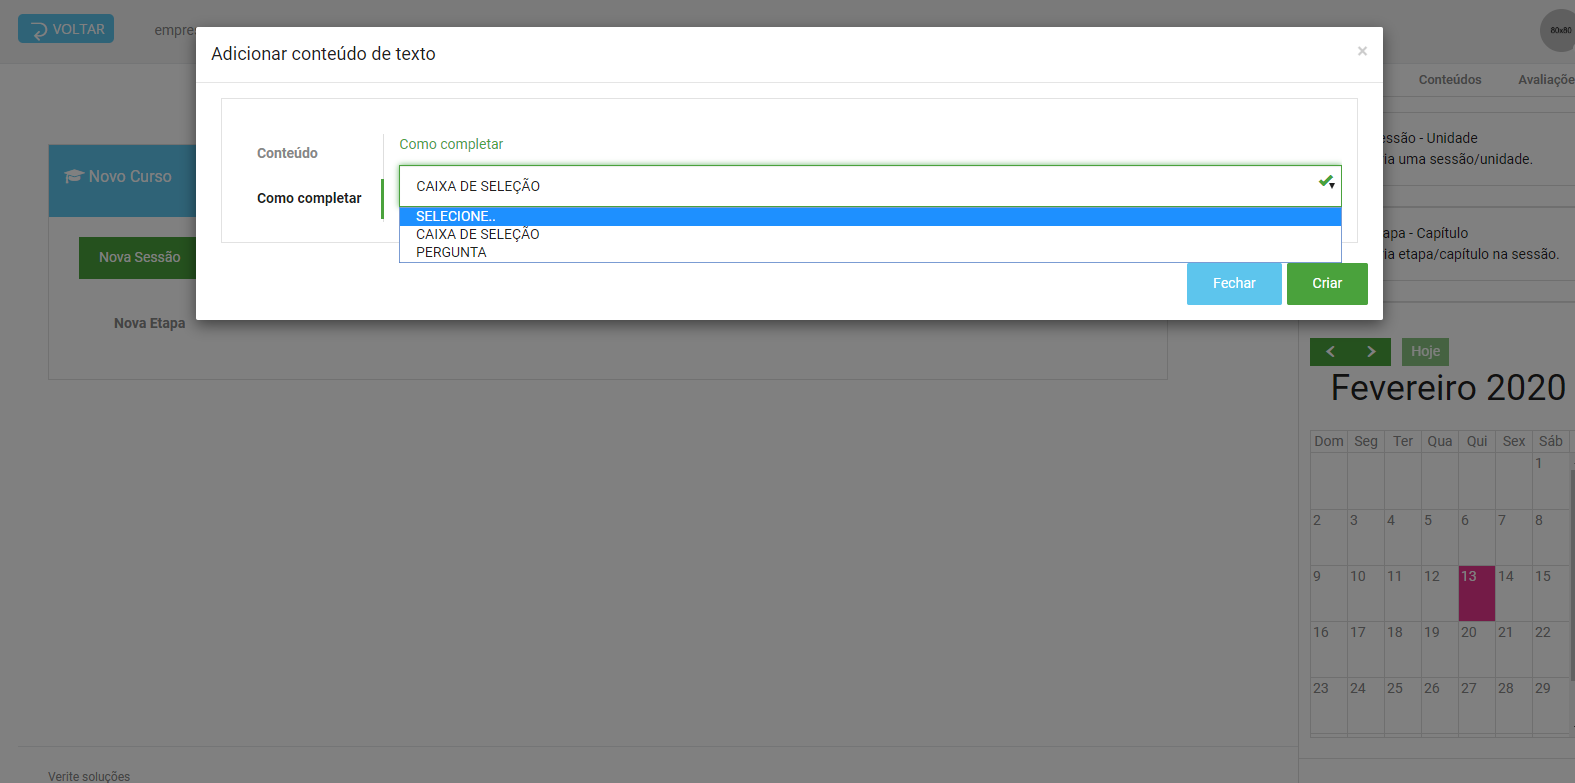 VOLTAR
empres
80x80
Adicionar conteúdo de texto
×
Conteúdos
Avaliaçõe
Conteúdo
Como completar
Como completar
CAIXA DE SELEÇÃO
SELECIONE..
CAIXA DE SELEÇÃO
PERGUNTA
Fechar
Criar
Novo Curso
Nova Sessão
Nova Etapa
essão - Unidade
ia uma sessão/unidade.
apa - Capítulo
ia etapa/capítulo na sessão.
Hoje
Fevereiro 2020
Dom Seg Ter Qua Qui Sex Sáb
1
2 3 4 5 6 7 8
9 10 11 12 13 14 15
16 17 18 19 20 21 22
23 24 25 26 27 28 29
Verite soluções